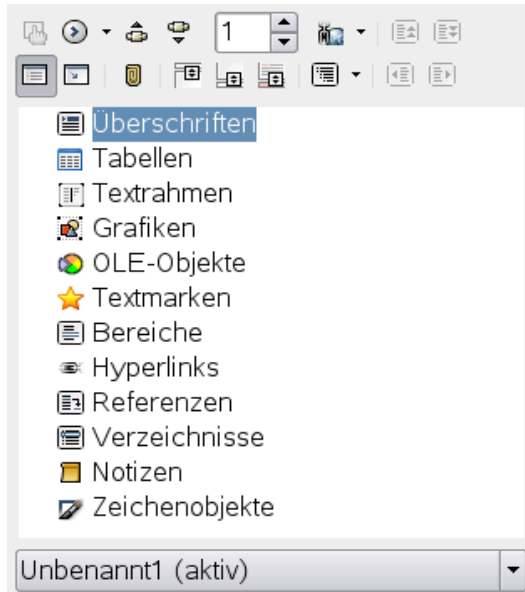 1
Überschriften
Tabellen
Textrahmen
Grafiken
OLE-Objekte
Textmarken
Bereiche
Hyperlinks
Referenzen
Verzeichnisse
Notizen
Zeichenobjekte
Unbenannt1 (aktiv)